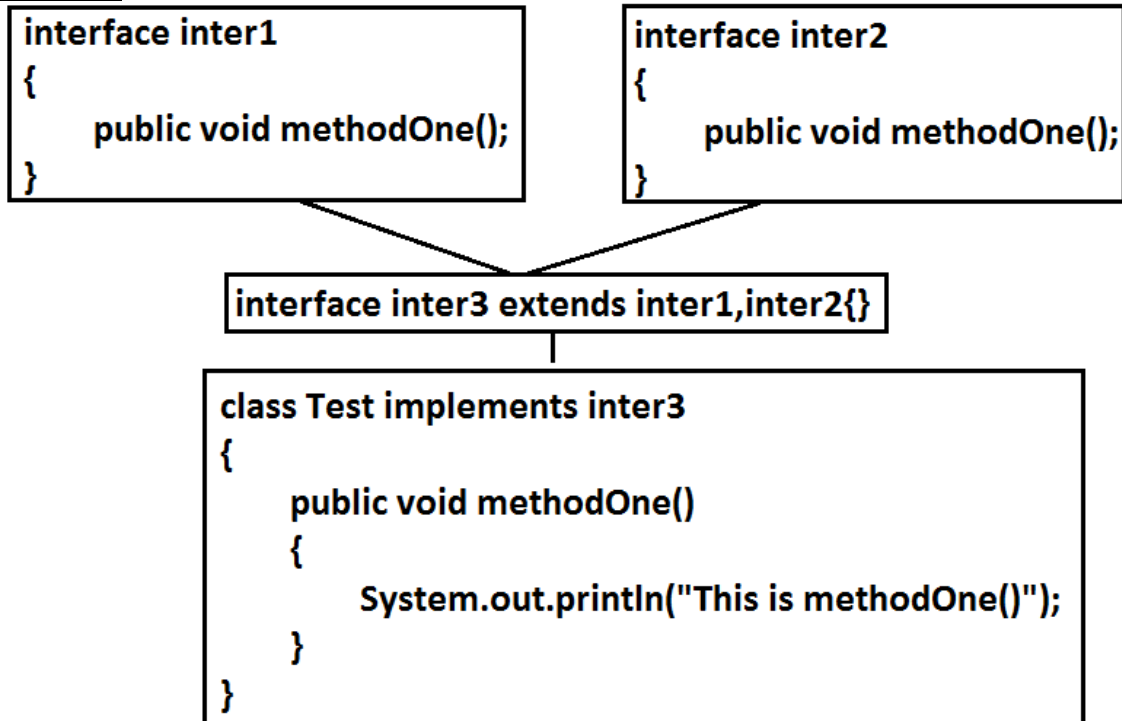 interface inter1
{
public void methodOne();
}
interface inter2
{
public void methodOne();
}
interface inter3 extends inter1,inter2{}
class Test implements inter3
{
public void methodOne()
{
System.out.println("This is methodOne()");
}
}